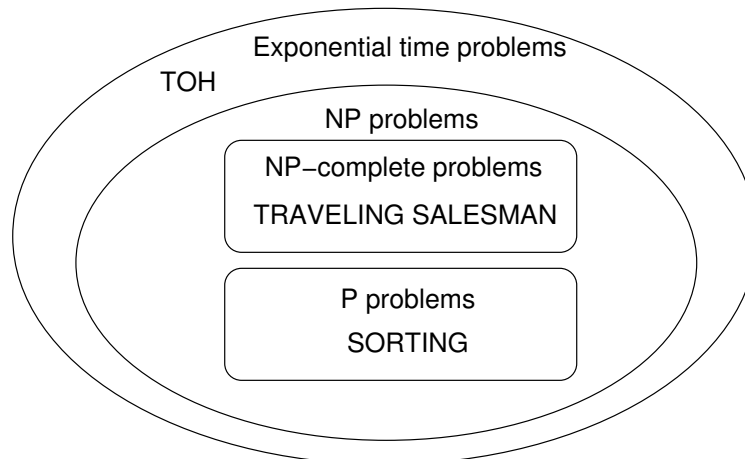 Exponential time problems
TOH
NP problems
NP−complete problems
TRAVELING SALESMAN
P problems
SORTING